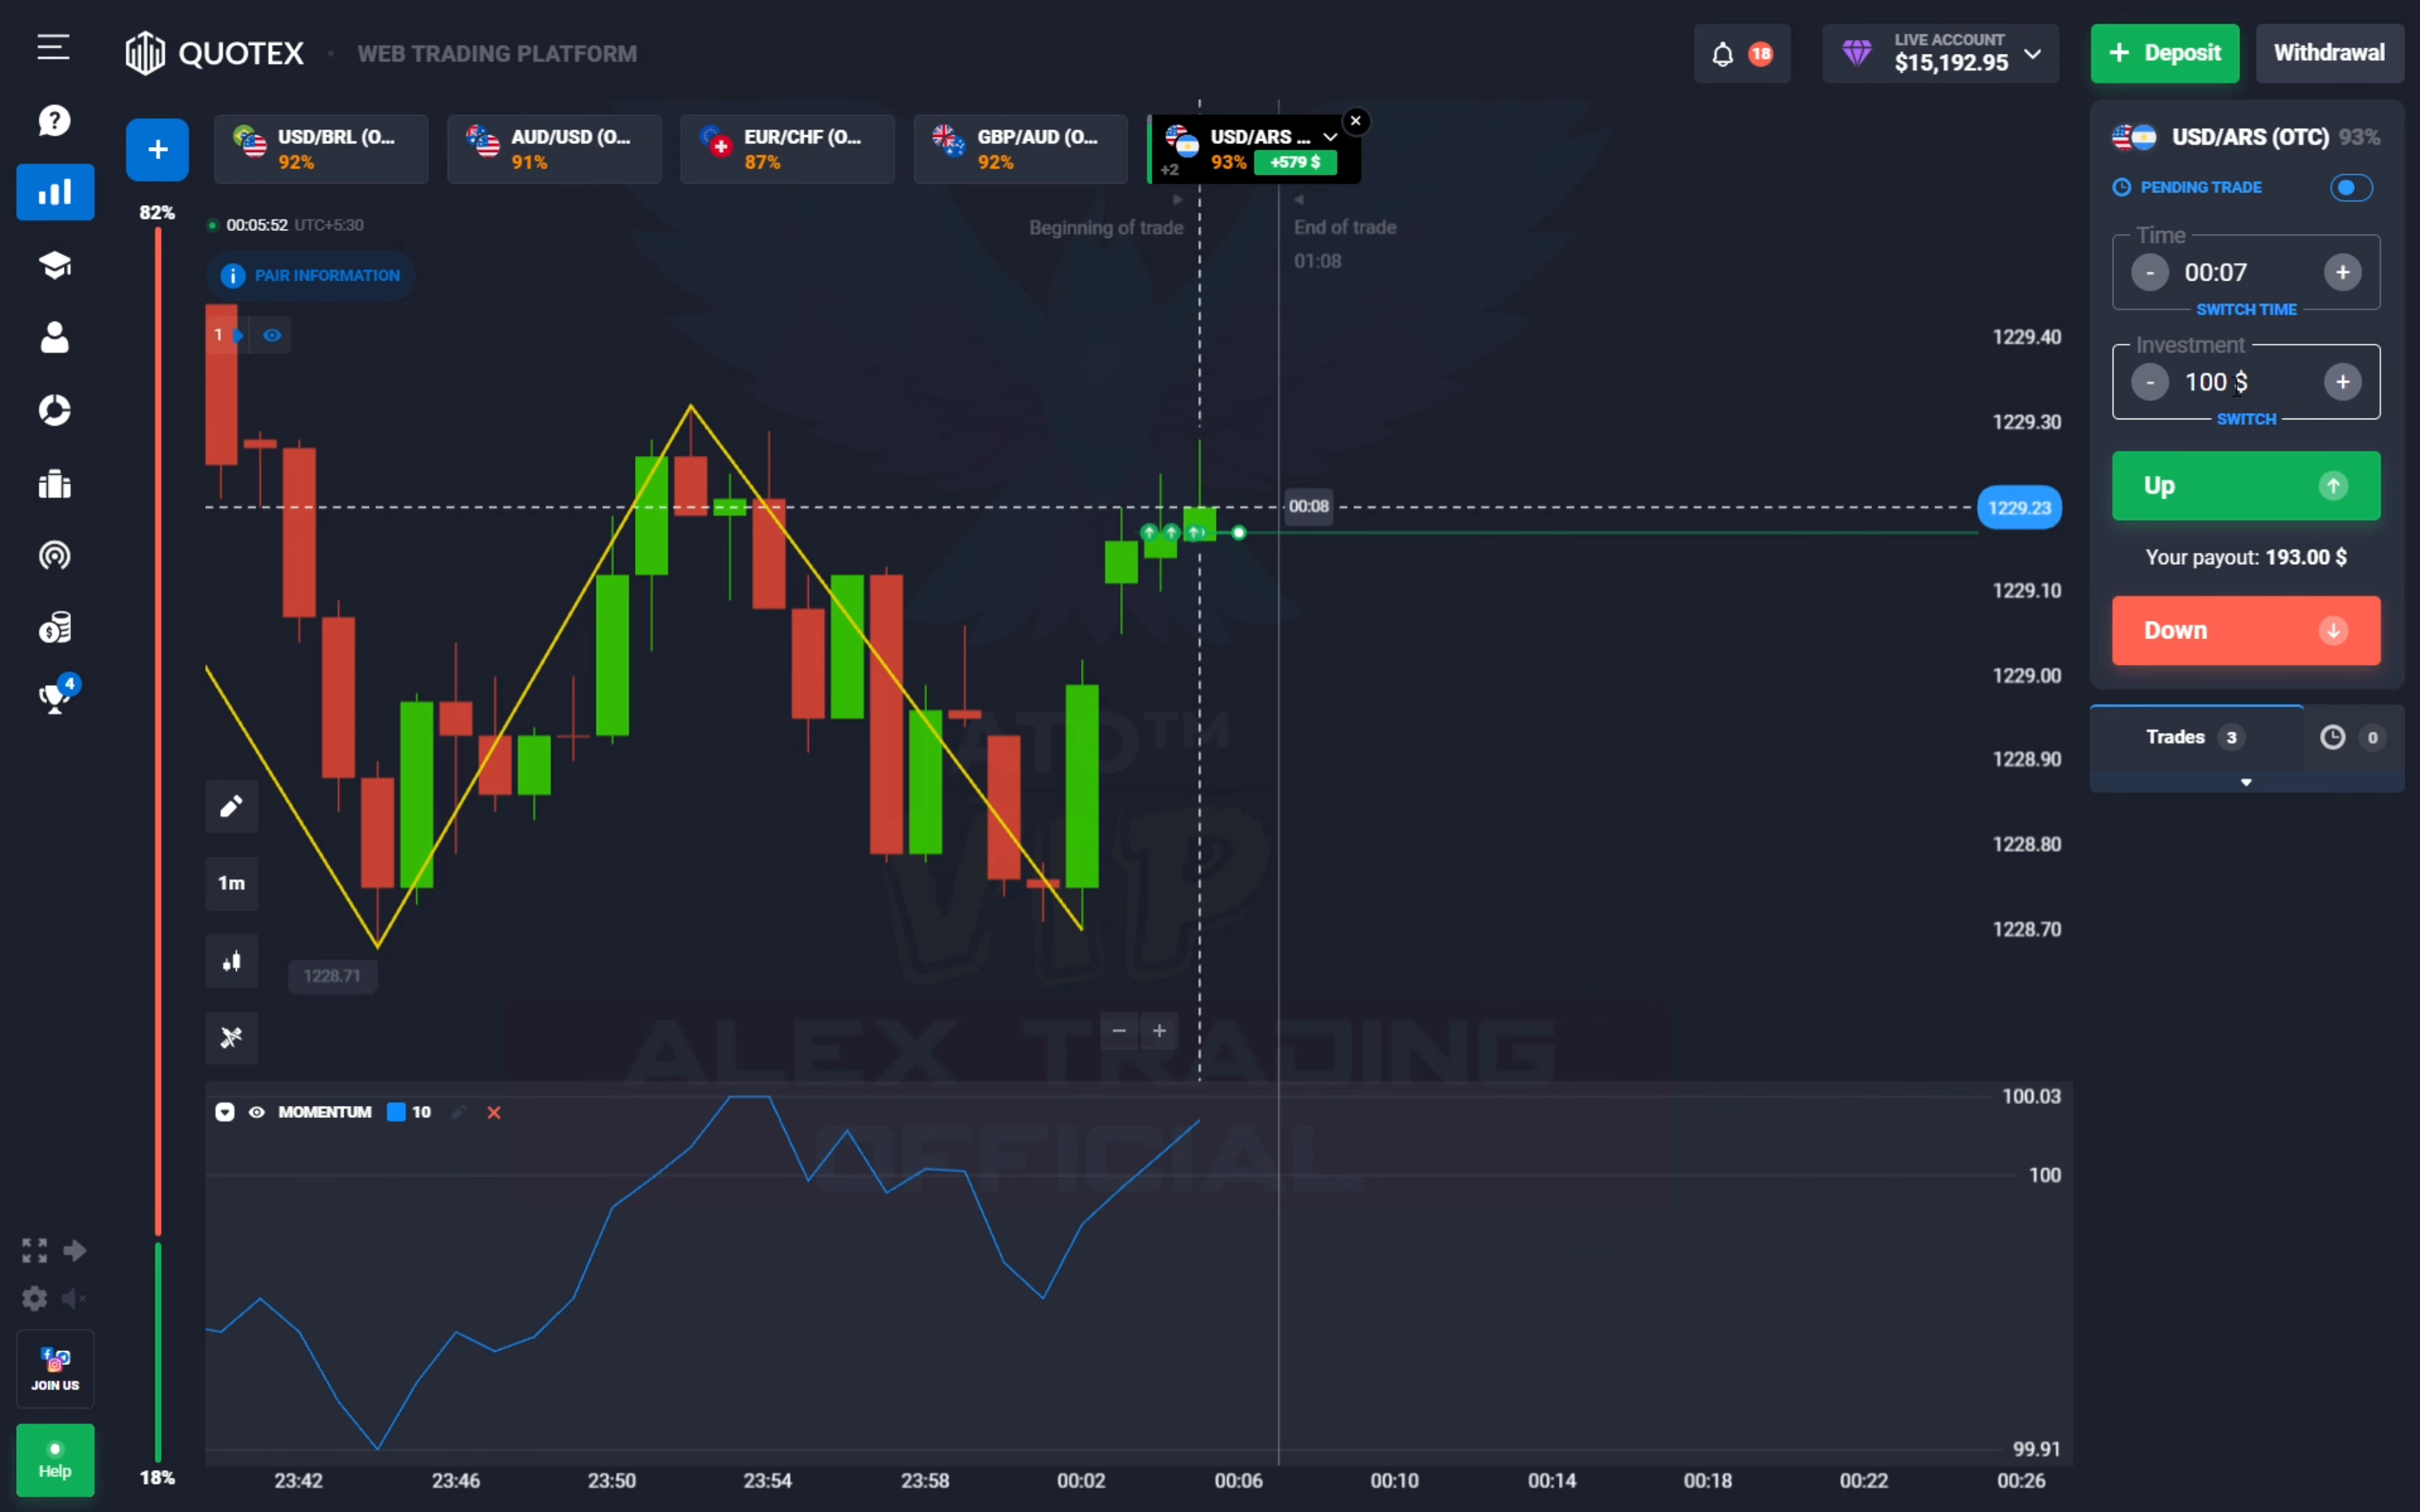 QUOTEX
WEB TRADING PLATFORM
18
LIVE ACCOUNT
$15,192.95
+ Deposit
Withdrawal
?
+
USD/BRL (O...
92%
AUD/USD (O...
91%
EUR/CHF (O...
87%
GBP/AUD (O...
92%
USD/ARS ...
+2
93%
+579 $
82%
00:05:52 UTC+5:30
PAIR INFORMATION
1
Beginning of trade
End of trade
01:08
USD/ARS (OTC) 93%
PENDING TRADE
Time
- 00:07 +
SWITCH TIME
Investment
- 100 $ +
SWITCH
Up
Your payout: 193.00 $
Down
Trades 3
0
1229.40
1229.30
00:08
1229.23
1229.10
1229.00
1228.90
1228.80
1228.70
4
1m
1228.71
ATO™
VIP
ALEX TRADING
OFFICIAL
− +
MOMENTUM 10
100.03
100
99.91
JOIN US
Help
18%
23:42
23:46
23:50
23:54
23:58
00:02
00:06
00:10
00:14
00:18
00:22
00:26